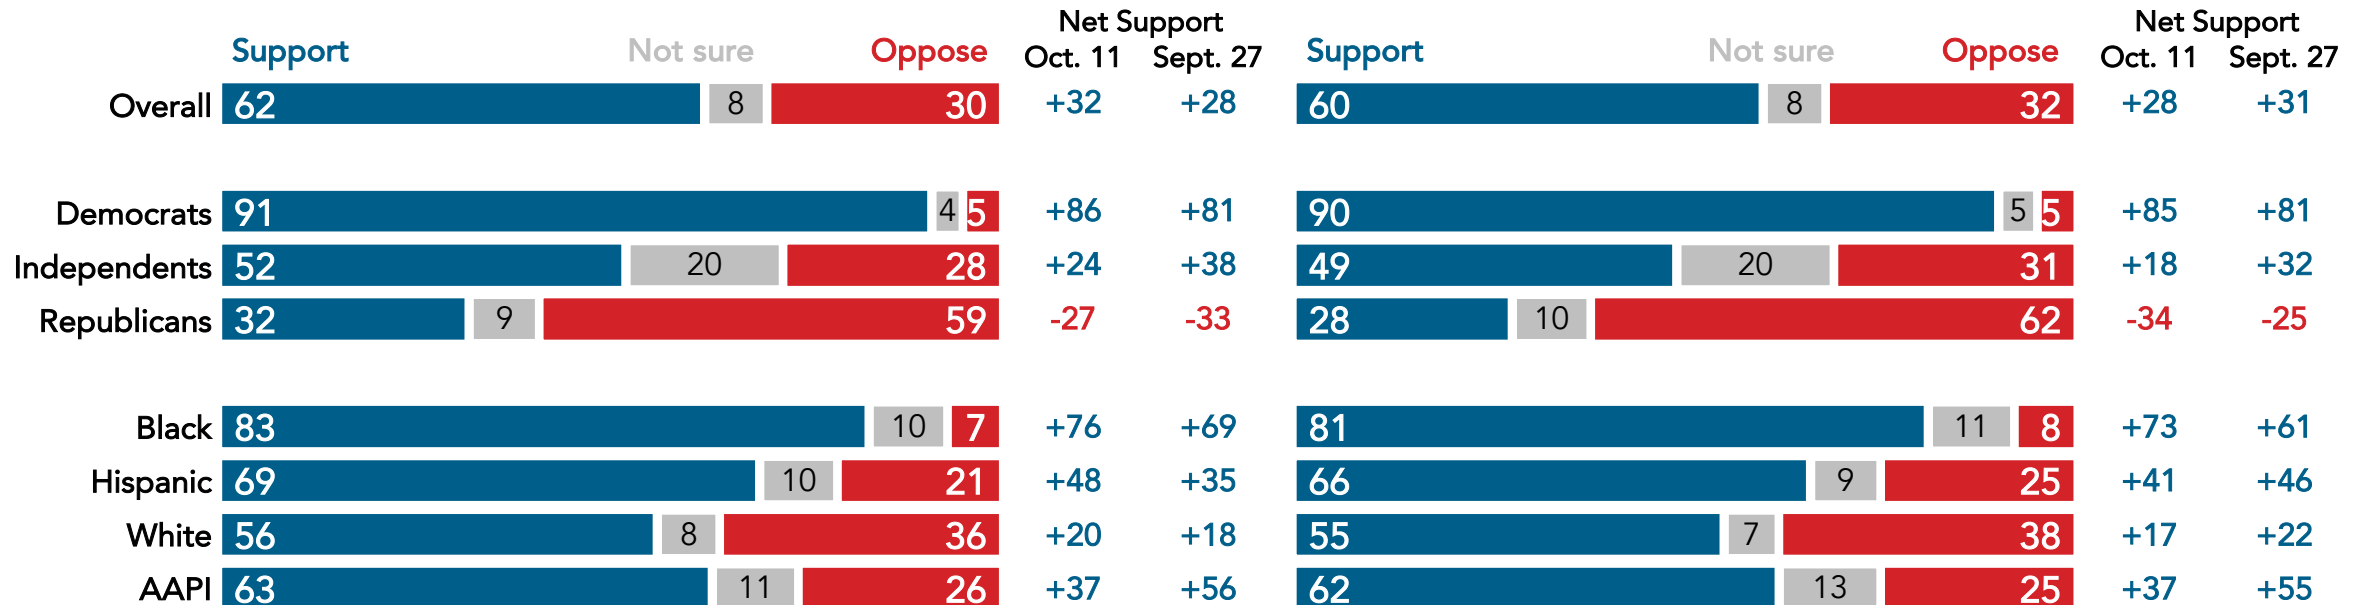 Net Support Net Support
Support Not sure Oppose Oct. 11 Sept. 27 Support Not sure Oppose Oct. 11 Sept. 27
Overall 62 8 30 +32 +28 60 8 32 +28 +31
Democrats 91 4 5 +86 +81 90 5 5 +85 +81
Independents 52 20 28 +24 +38 49 20 31 +18 +32
Republicans 32 9 59 -27 -33 28 10 62 -34 -25
Black 83 10 7 +76 +69 81 11 8 +73 +61
Hispanic 69 10 21 +48 +35 66 9 25 +41 +46
White 56 8 36 +20 +18 55 7 38 +17 +22
AAPI 63 11 26 +37 +56 62 13 25 +37 +55